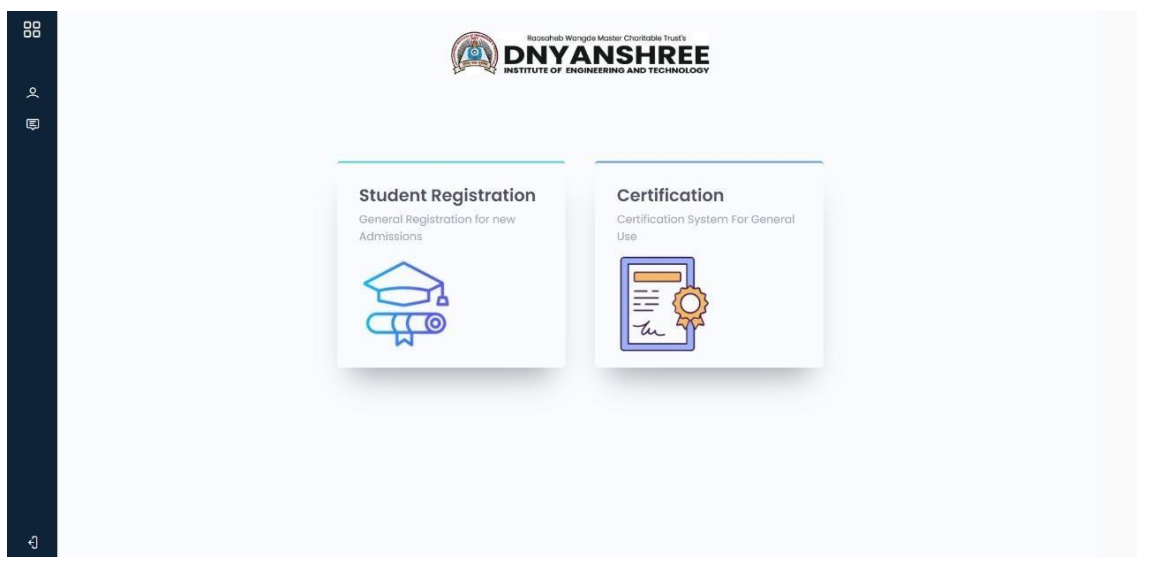 Raosaheb Wangde Master Charitable Trust's
DNYANSHREE
INSTITUTE OF ENGINEERING AND TECHNOLOGY
Student Registration
General Registration for new
Admissions
Certification
Certification System For General
Use